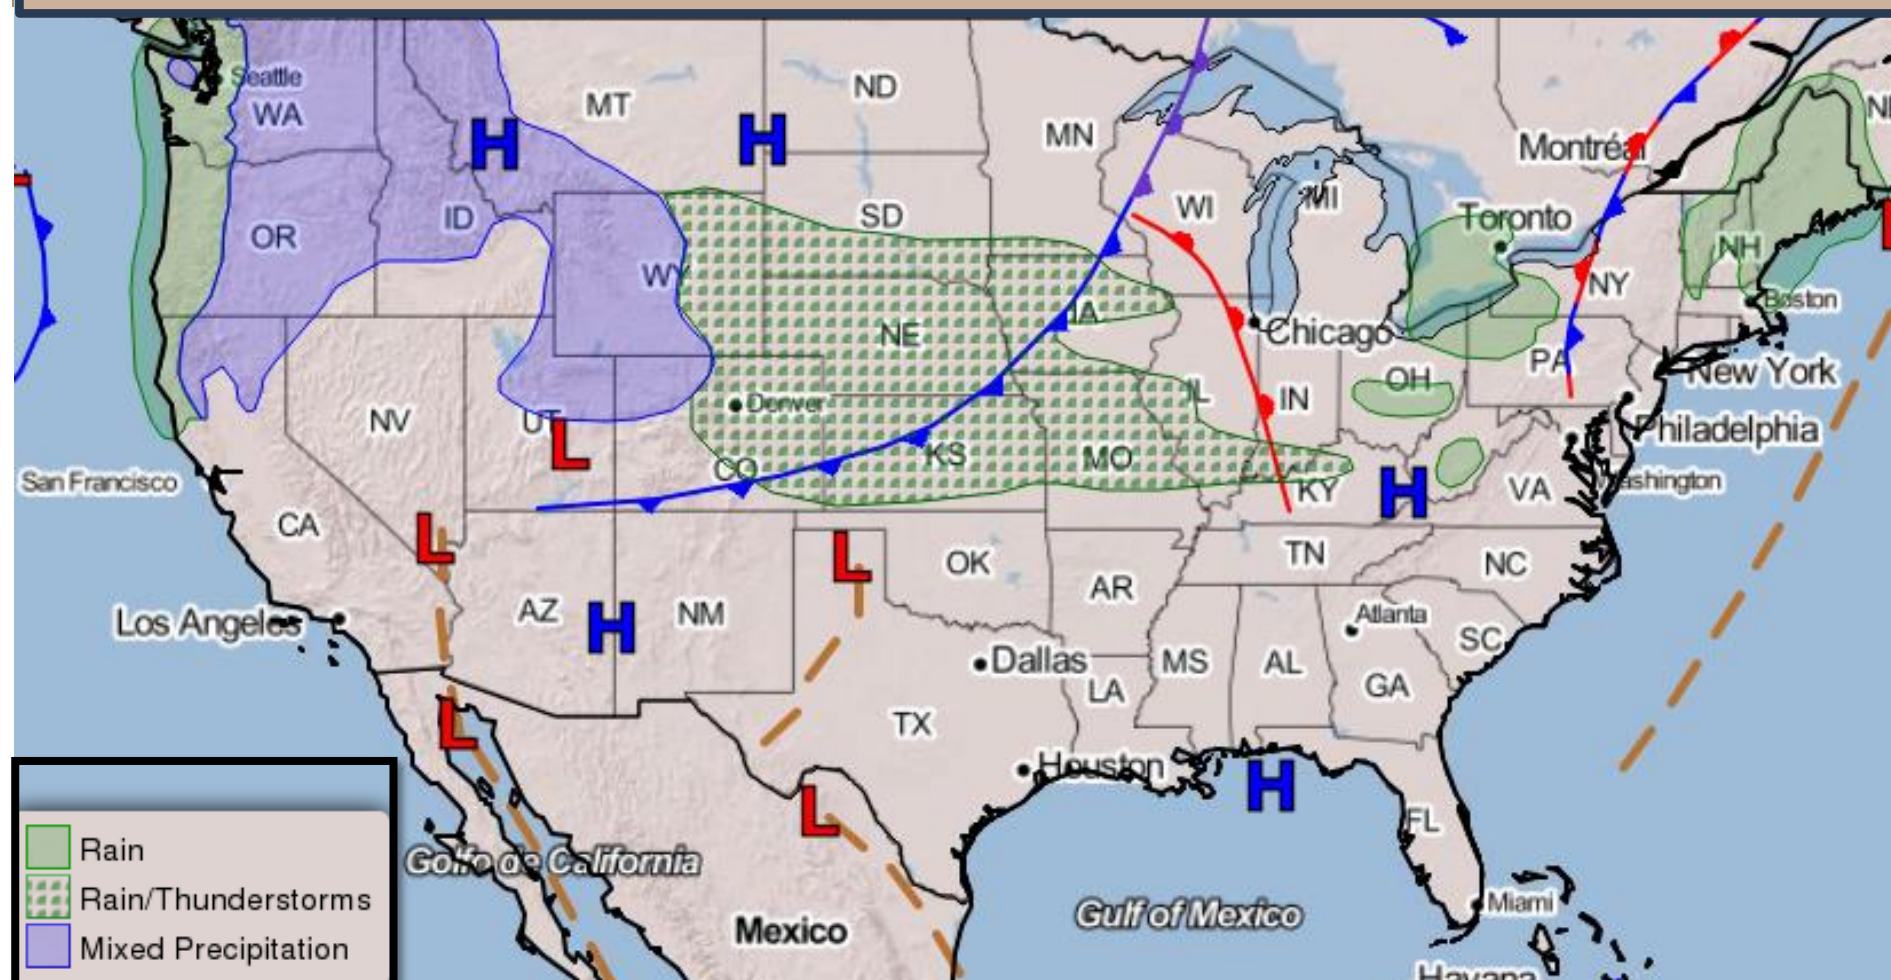 Seattle
WA
MT
ND
MN
H
H
OR
ID
SD
WI
MI
Montréal
Toronto
NH
WY
NE
IA
NY
Boston
Chicago
PA
New York
NV
UT
Denver
IL
IN
OH
Philadelphia
L
CO
KS
MO
KY
H
VA
Washington
San Francisco
CA
L
L
OK
AR
TN
NC
Los Angeles
AZ
H
NM
Dallas
MS
AL
Atlanta
SC
GA
LA
TX
L
Houston
H
L
FL
Golfo de California
Gulf of Mexico
Miami
Mexico
Havana
Rain
Rain/Thunderstorms
Mixed Precipitation